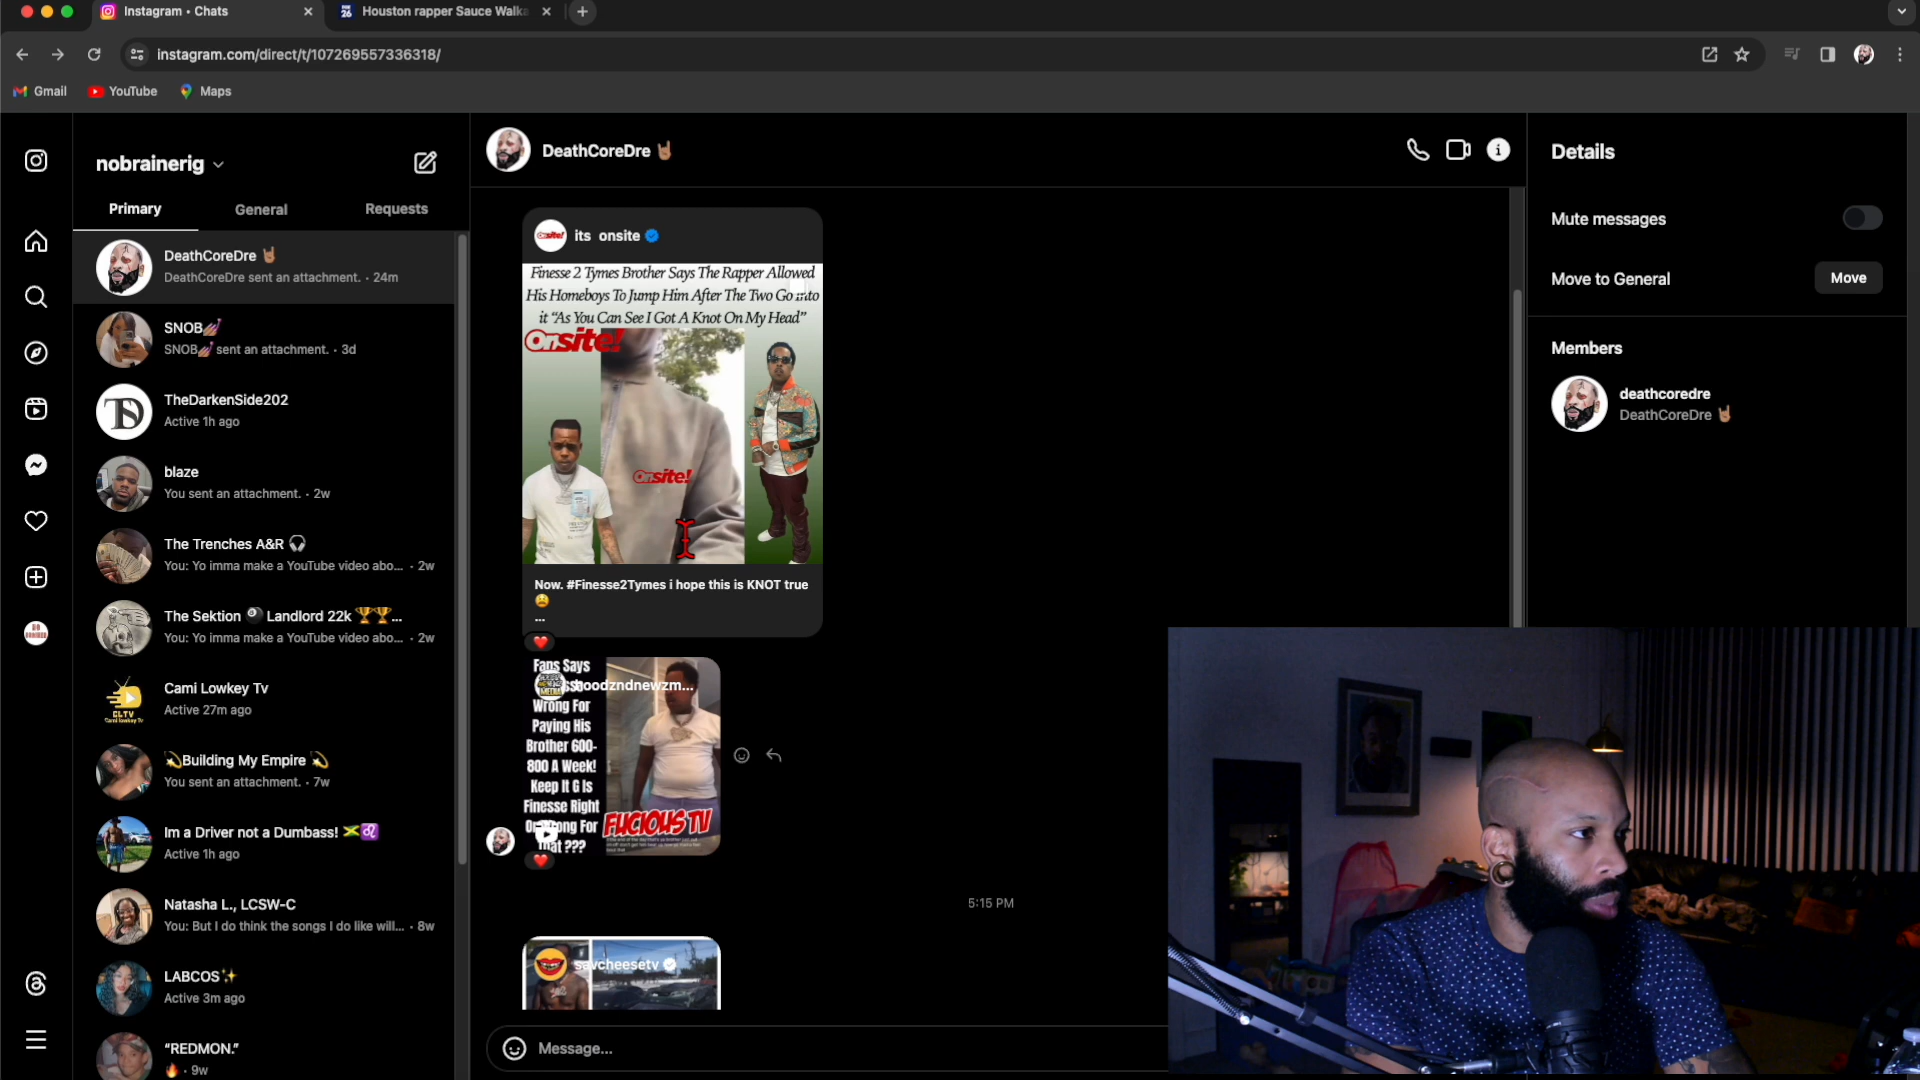 Instagram • Chats
Houston rapper Sauce Walka
instagram.com/direct/t/107269557336318/
Gmail
YouTube
Maps
nobrainerig
Primary
General
Requests
DeathCoreDre 🤘🏽
DeathCoreDre sent an attachment. · 24m
SNOB💅🏽
SNOB💅🏽 sent an attachment. · 3d
TheDarkenSide202
Active 1h ago
blaze
You sent an attachment. · 2w
The Trenches A&R 🎧
You: Yo imma make a YouTube video abo... · 2w
The Sektion 🎱 Landlord 22k 🏆🏆...
You: Yo imma make a YouTube video abo... · 2w
Cami Lowkey Tv
Active 27m ago
💫Building My Empire 💫
You sent an attachment. · 7w
Im a Driver not a Dumbass! 🇯🇲♌
Active 1h ago
Natasha L., LCSW-C
You: But I do think the songs I do like will... · 8w
LABCOS✨
Active 3m ago
“REDMON.”
🔥 · 9w
DeathCoreDre 🤘🏽
its onsite
Finesse 2 Tymes Brother Says The Rapper Allowed
His Homeboys To Jump Him After The Two Go into
it “As You Can See I Got A Knot On My Head”
Onsite!
Onsite!
Now. #Finesse2Tymes i hope this is KNOT true
😫
...
Fans Says
hoodzndnewzm...
Wrong For
Paying His
Brother 600-
800 A Week!
Keep It G Is
Finesse Right
Or Wrong For
That ???
FUCIOUS TV
5:15 PM
savcheesetv
Message...
Details
Mute messages
Move to General
Move
Members
deathcoredre
DeathCoreDre 🤘🏽